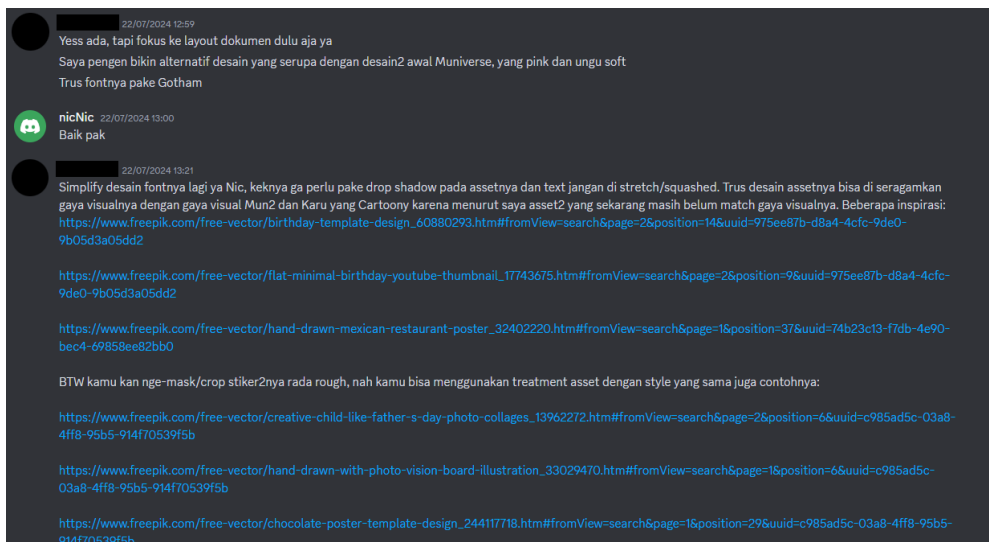 22/07/2024 12:59
Yess ada, tapi fokus ke layout dokumen dulu aja ya
Saya pengen bikin alternatif desain yang serupa dengan desain2 awal Muniverse, yang pink dan ungu soft
Trus fontnya pake Gotham
nicNic 22/07/2024 13:00
Baik pak
22/07/2024 13:21
Simplify desain fontnya lagi ya Nic, keknya ga perlu pake drop shadow pada assetnya dan text jangan di stretch/squashed. Trus desain assetnya bisa di seragamkan
gaya visualnya dengan gaya visual Mun2 dan Karu yang Cartoony karena menurut saya asset2 yang sekarang masih belum match gaya visualnya. Beberapa inspirasi:
https://www.freepik.com/free-vector/birthday-template-design_60880293.htm#fromView=search&page=2&position=14&uuid=975ee87b-d8a4-4cfc-9de0-
9b05d3a05dd2
https://www.freepik.com/free-vector/flat-minimal-birthday-youtube-thumbnail_17743675.htm#fromView=search&page=2&position=9&uuid=975ee87b-d8a4-4cfc-
9de0-9b05d3a05dd2
https://www.freepik.com/free-vector/hand-drawn-mexican-restaurant-poster_32402220.htm#fromView=search&page=1&position=37&uuid=74b23c13-f7db-4e90-
bec4-69858ee82bb0
BTW kamu kan nge-mask/crop stiker2nya rada rough, nah kamu bisa menggunakan treatment asset dengan style yang sama juga contohnya:
https://www.freepik.com/free-vector/creative-child-like-father-s-day-photo-collages_13962272.htm#fromView=search&page=2&position=6&uuid=c985ad5c-03a8-
4ff8-95b5-914f70539f5b
https://www.freepik.com/free-vector/hand-drawn-with-photo-vision-board-illustration_33029470.htm#fromView=search&page=1&position=6&uuid=c985ad5c-
03a8-4ff8-95b5-914f70539f5b
https://www.freepik.com/free-vector/chocolate-poster-template-design_244117718.htm#fromView=search&page=1&position=29&uuid=c985ad5c-03a8-4ff8-95b5-
914f70539f5b